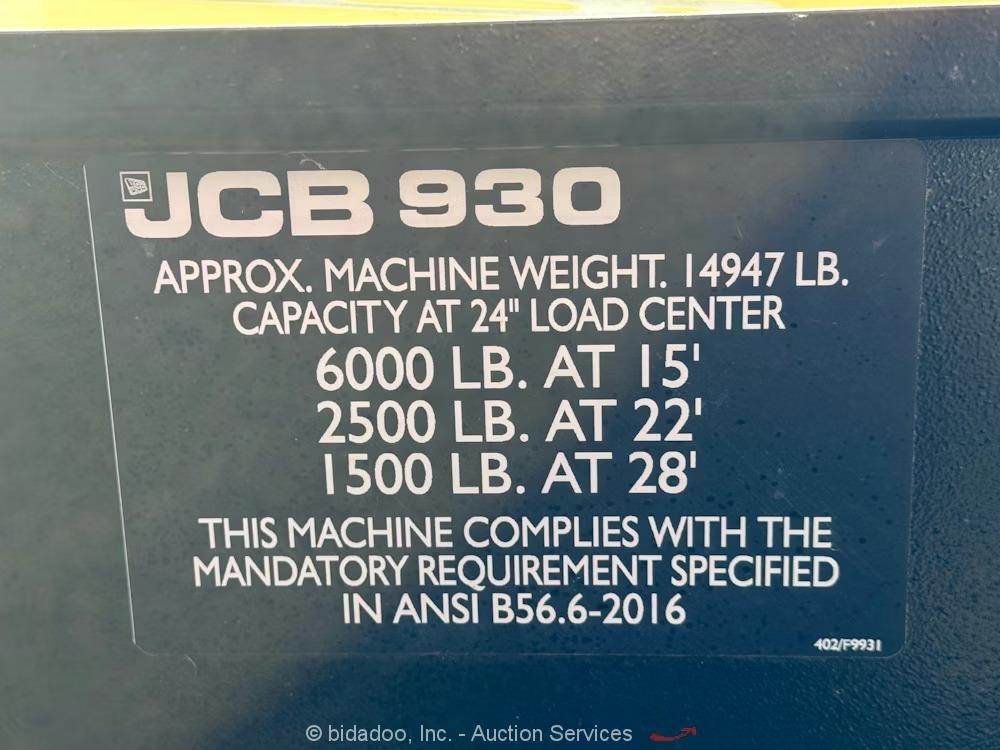 JCB 930
APPROX. MACHINE WEIGHT. 14947 LB.
CAPACITY AT 24" LOAD CENTER
6000 LB. AT 15'
2500 LB. AT 22'
1500 LB. AT 28'
THIS MACHINE COMPLIES WITH THE
MANDATORY REQUIREMENT SPECIFIED
IN ANSI B56.6-2016
402/F9931
© bidadoo, Inc. - Auction Services